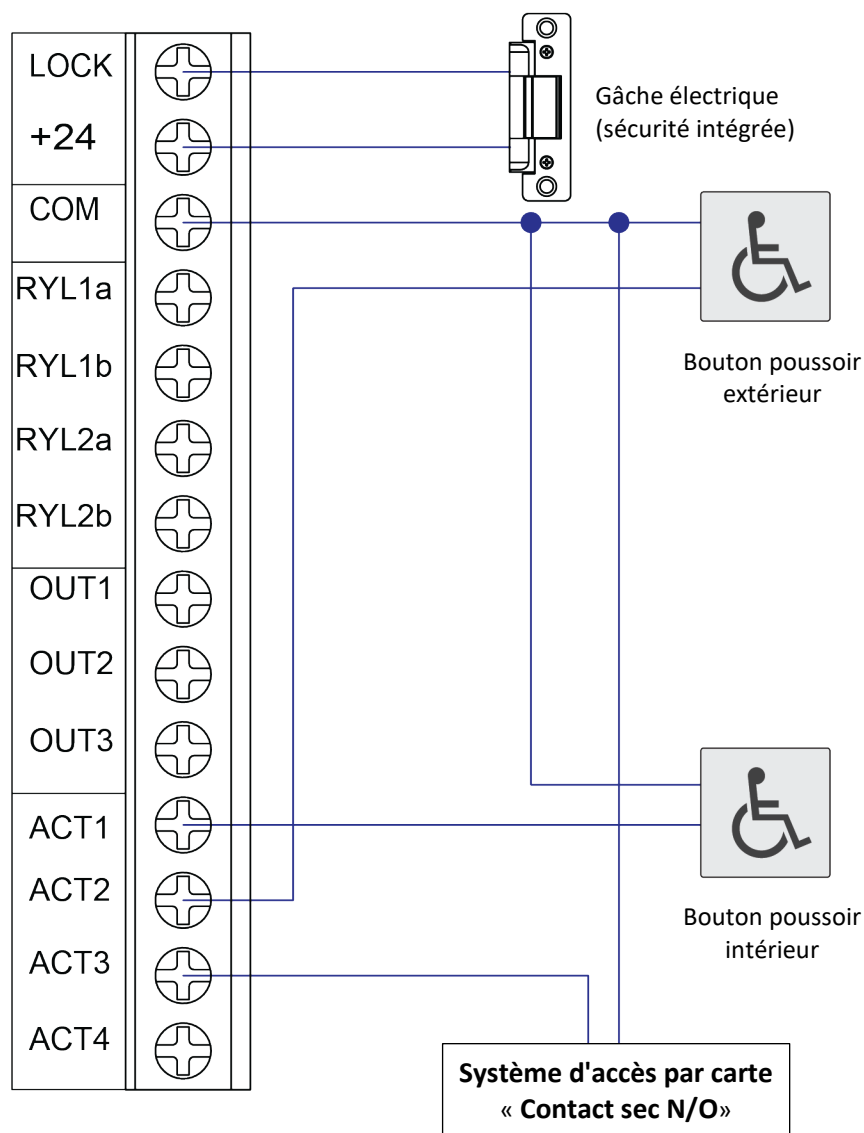 LOCK
+24
COM
RYL1a
RYL1b
RYL2a
RYL2b
OUT1
OUT2
OUT3
ACT1
ACT2
ACT3
ACT4
Gâche électrique
(sécurité intégrée)
Bouton poussoir
extérieur
Bouton poussoir
intérieur
Système d'accès par carte
« Contact sec N/O»